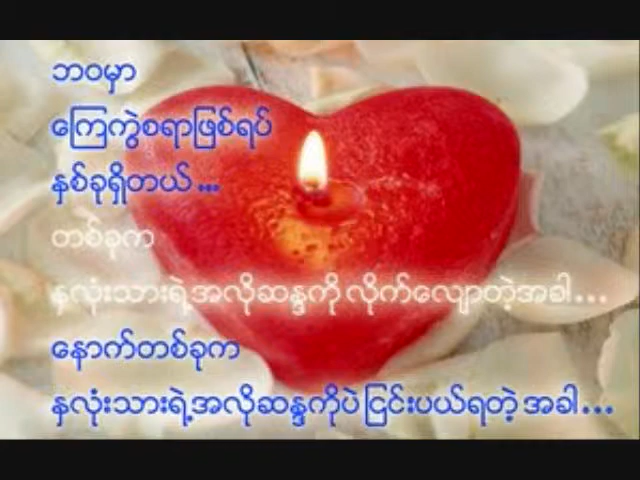 ဘဝမှာ
ကြေကွဲစရာဖြစ်ရပ်
နှစ်ခုရှိတယ်...
တစ်ခုက
နှလုံးသားရဲ့အလိုဆန္ဒကို လိုက်လျောတဲ့အခါ...
နောက်တစ်ခုက
နှလုံးသားရဲ့အလိုဆန္ဒကိုပဲ ငြင်းပယ်ရတဲ့ အခါ...